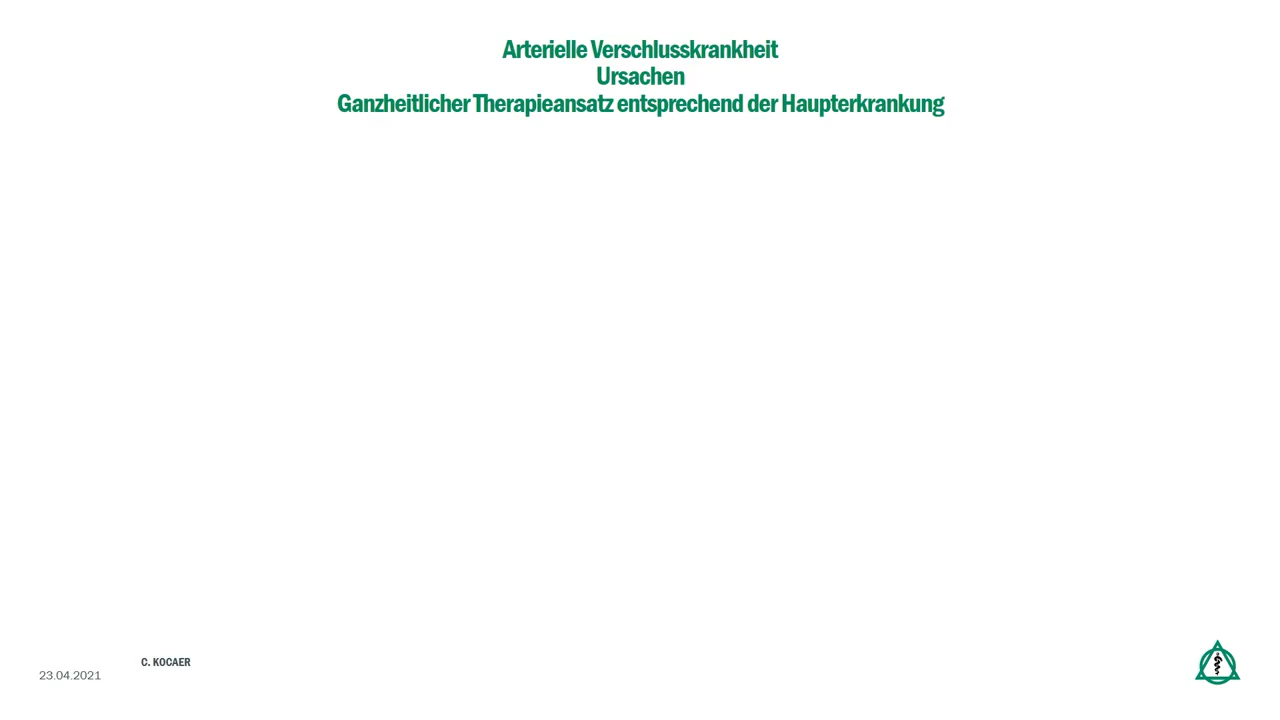 Arterielle Verschlusskrankheit
Ursachen
Ganzheitlicher Therapieansatz entsprechend der Haupterkrankung
C. KOCAER
23.04.2021